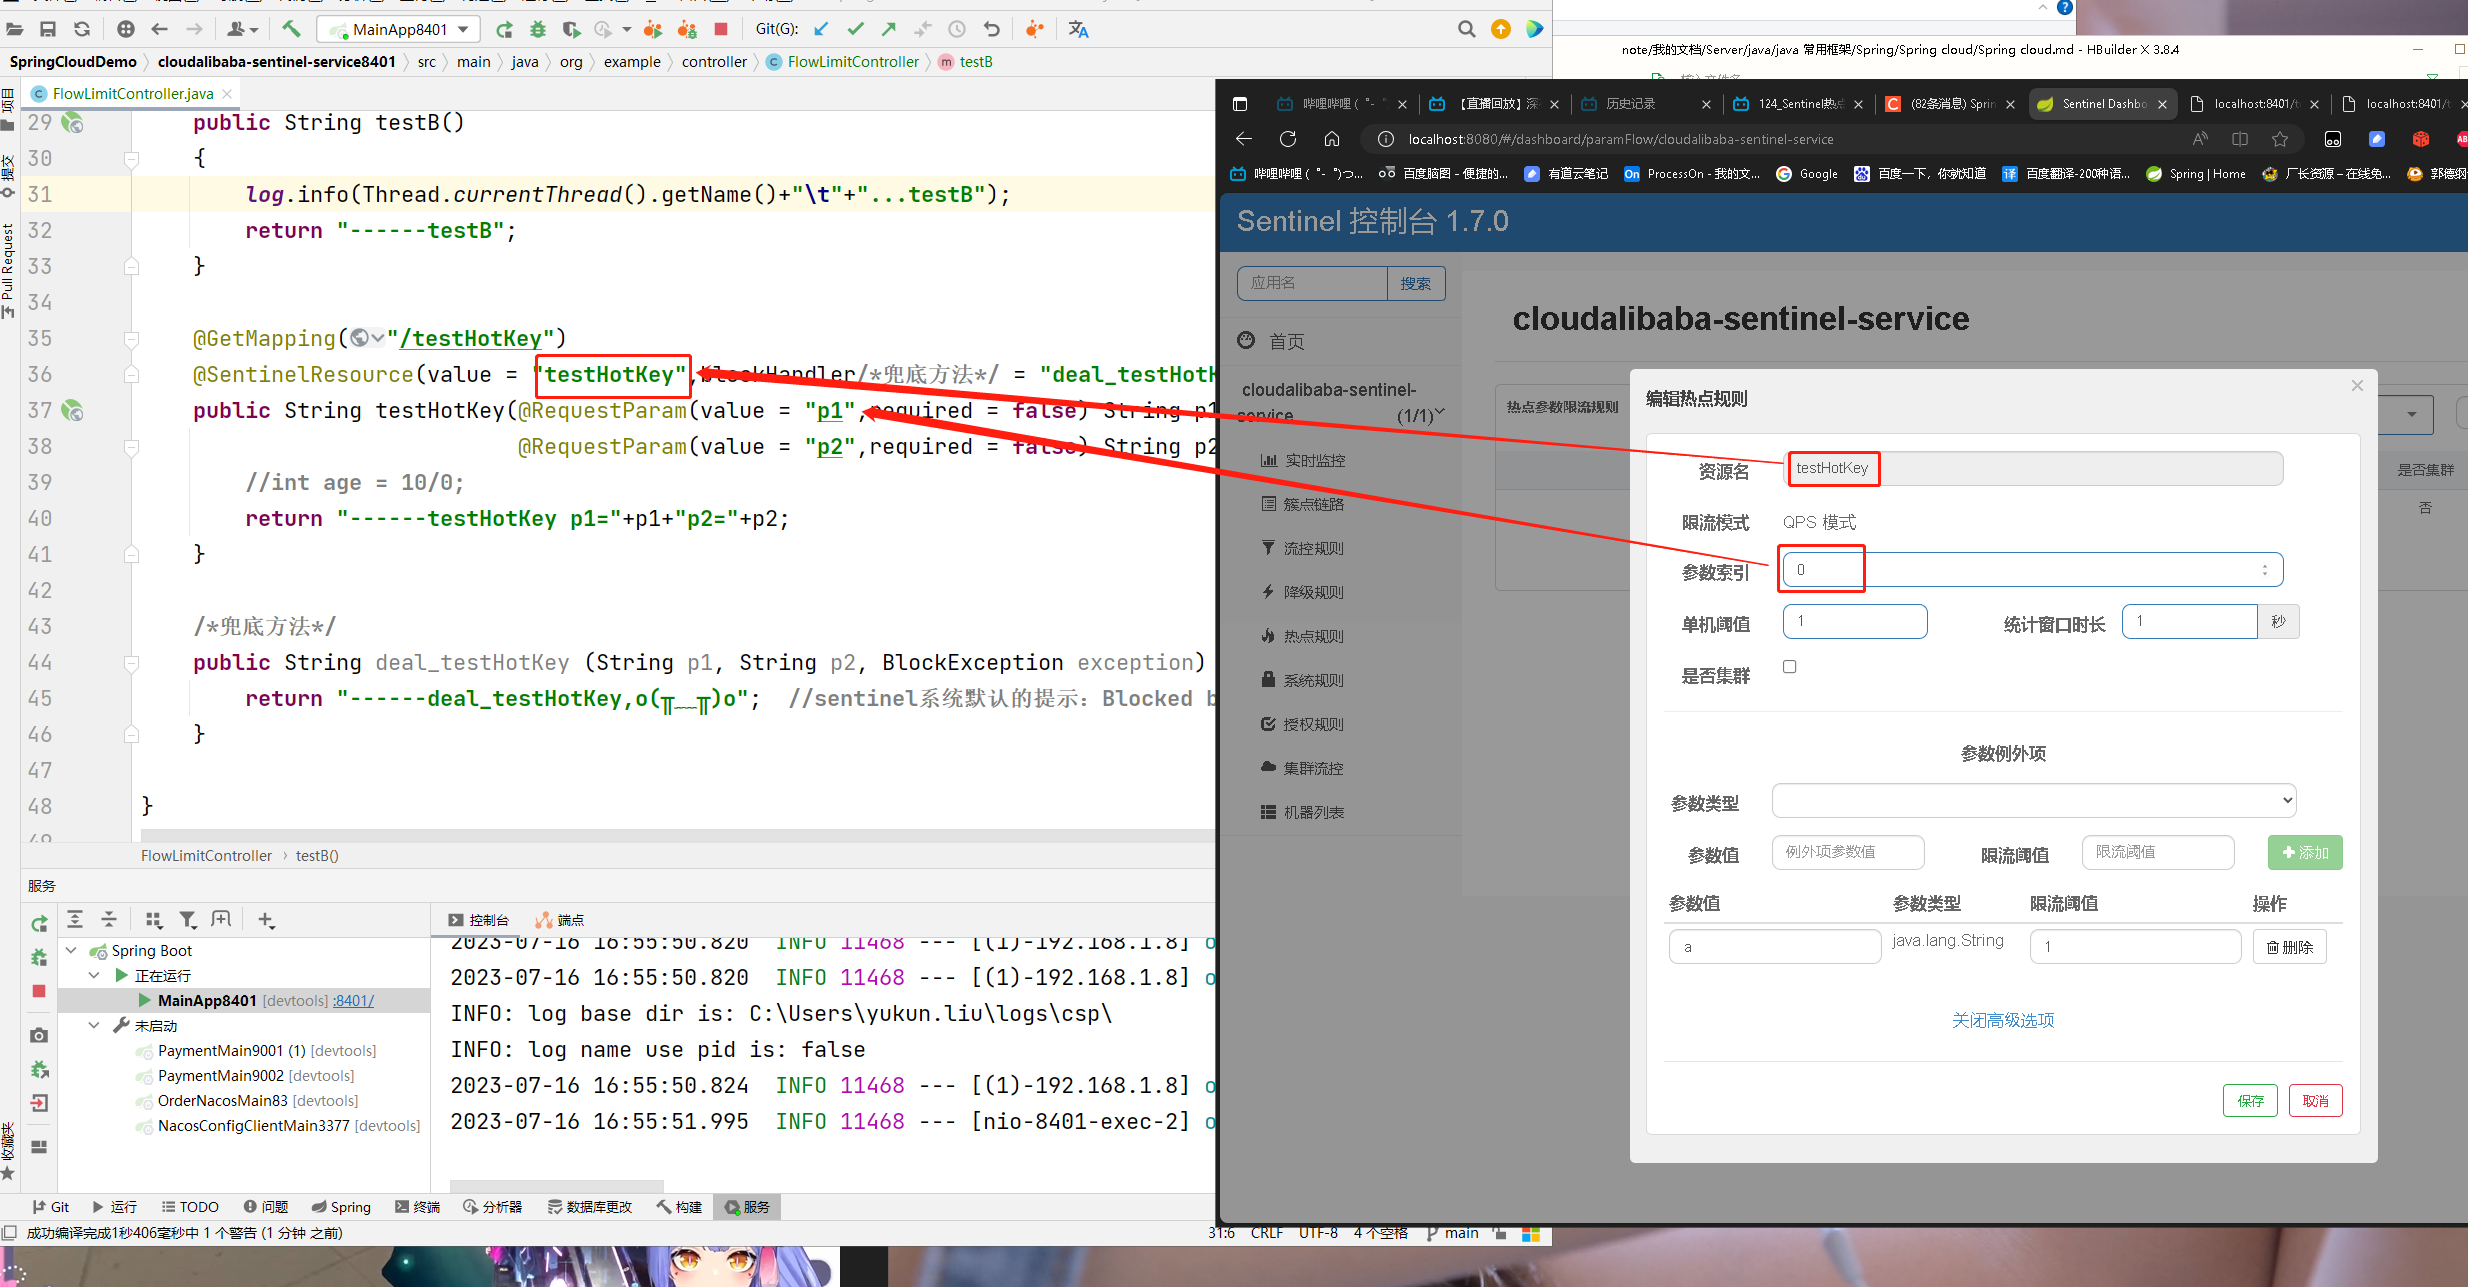 MainApp8401
Git(G):
SpringCloudDemo
cloudalibaba-sentinel-service8401
src
main
java
org
example
controller
FlowLimitController
testB
项目
提交
Pull Request
收藏夹
FlowLimitController.java
29 public String testB()
30 {
31 log.info(Thread.currentThread().getName()+"\t"+"...testB");
32 return "------testB";
33 }
34
35 @GetMapping("/testHotKey")
36 @SentinelResource(value = "testHotKey",blockHandler/*兜底方法*/ = "deal_testHotK
37 public String testHotKey(@RequestParam(value = "p1",required = false) String p1
38 @RequestParam(value = "p2",required = false) String p2
39 //int age = 10/0;
40 return "------testHotKey p1="+p1+"p2="+p2;
41 }
42
43 /*兜底方法*/
44 public String deal_testHotKey (String p1, String p2, BlockException exception)
45 return "------deal_testHotKey,o(╥﹏╥)o"; //sentinel系统默认的提示：Blocked b
46 }
47
48 }
49
FlowLimitController › testB()
服务
控制台
端点
Spring Boot
正在运行
MainApp8401 [devtools] :8401/
未启动
PaymentMain9001 (1) [devtools]
PaymentMain9002 [devtools]
OrderNacosMain83 [devtools]
NacosConfigClientMain3377 [devtools]
2023-07-16 16:55:50.820 INFO 11468 --- [(1)-192.168.1.8] o
2023-07-16 16:55:50.820 INFO 11468 --- [(1)-192.168.1.8] o
INFO: log base dir is: C:\Users\yukun.liu\logs\csp\
INFO: log name use pid is: false
2023-07-16 16:55:50.824 INFO 11468 --- [(1)-192.168.1.8] o
2023-07-16 16:55:51.995 INFO 11468 --- [nio-8401-exec-2] o
Git 运行 TODO 问题 Spring 终端 分析器 数据库更改 构建 服务
成功编译完成1秒406毫秒中 1 个警告 (1 分钟 之前)
31:6 CRLF UTF-8 4 个空格 main
note/我的文档/Server/java/java 常用框架/Spring/Spring cloud/Spring cloud.md - HBuilder X 3.8.4
哔哩哔哩 ( ゜- ゜
【直播回放】深
历史记录
124_Sentinel热点
(82条消息) Sprin
Sentinel Dashbo
localhost:8401/t
localhost:8401/t
localhost:8080/#/dashboard/paramFlow/cloudalibaba-sentinel-service
哔哩哔哩 ( ゜- ゜)つ...
百度脑图 - 便捷的...
有道云笔记
ProcessOn - 我的文...
Google
百度一下，你就知道
百度翻译-200种语...
Spring | Home
厂长资源 – 在线免...
郭德纲
Sentinel 控制台 1.7.0
应用名
搜索
首页
cloudalibaba-sentinel-service
(1/1)
实时监控
簇点链路
流控规则
降级规则
热点规则
系统规则
授权规则
集群流控
机器列表
cloudalibaba-sentinel-service
热点参数限流规则
是否集群
否
编辑热点规则
资源名 testHotKey
限流模式 QPS 模式
参数索引 0
单机阈值 1 统计窗口时长 1 秒
是否集群
参数例外项
参数类型
参数值 例外项参数值 限流阈值 限流阈值 添加
参数值 参数类型 限流阈值 操作
a java.lang.String 1 删除
关闭高级选项
保存 取消